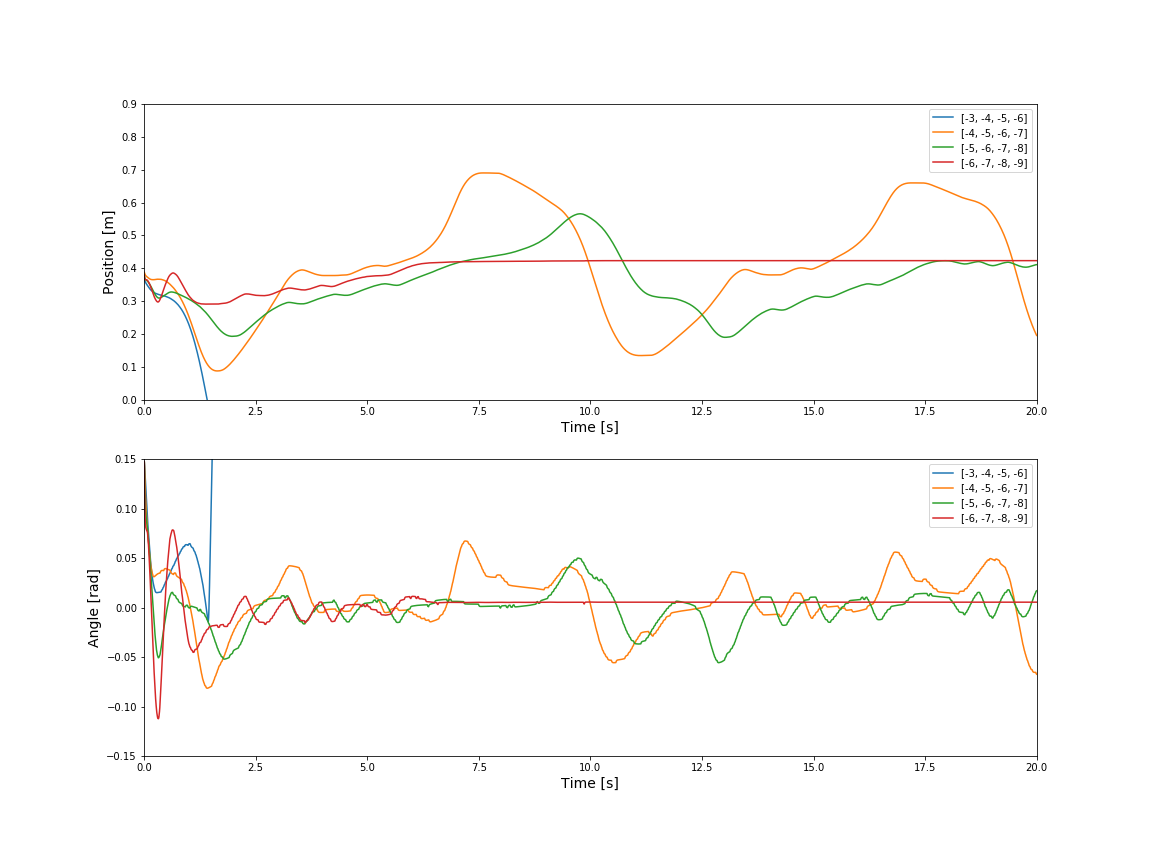 0.9
0.8
0.7
0.6
0.5
0.4
0.3
0.2
0.1
0.0
Position [m]
[-3, -4, -5, -6]
[-4, -5, -6, -7]
[-5, -6, -7, -8]
[-6, -7, -8, -9]
0.0 2.5 5.0 7.5 10.0 12.5 15.0 17.5 20.0
Time [s]
0.15
0.10
0.05
0.00
−0.05
−0.10
−0.15
Angle [rad]
[-3, -4, -5, -6]
[-4, -5, -6, -7]
[-5, -6, -7, -8]
[-6, -7, -8, -9]
0.0 2.5 5.0 7.5 10.0 12.5 15.0 17.5 20.0
Time [s]